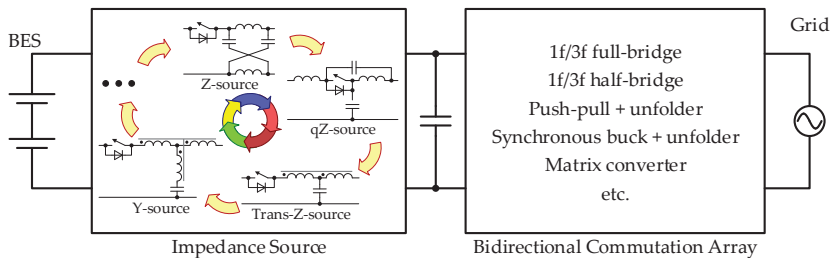 BES
Z-source
qZ-source
Trans-Z-source
Y-source
Impedance Source
1f/3f full-bridge
1f/3f half-bridge
Push-pull + unfolder
Synchronous buck + unfolder
Matrix converter
etc.
Bidirectional Commutation Array
Grid